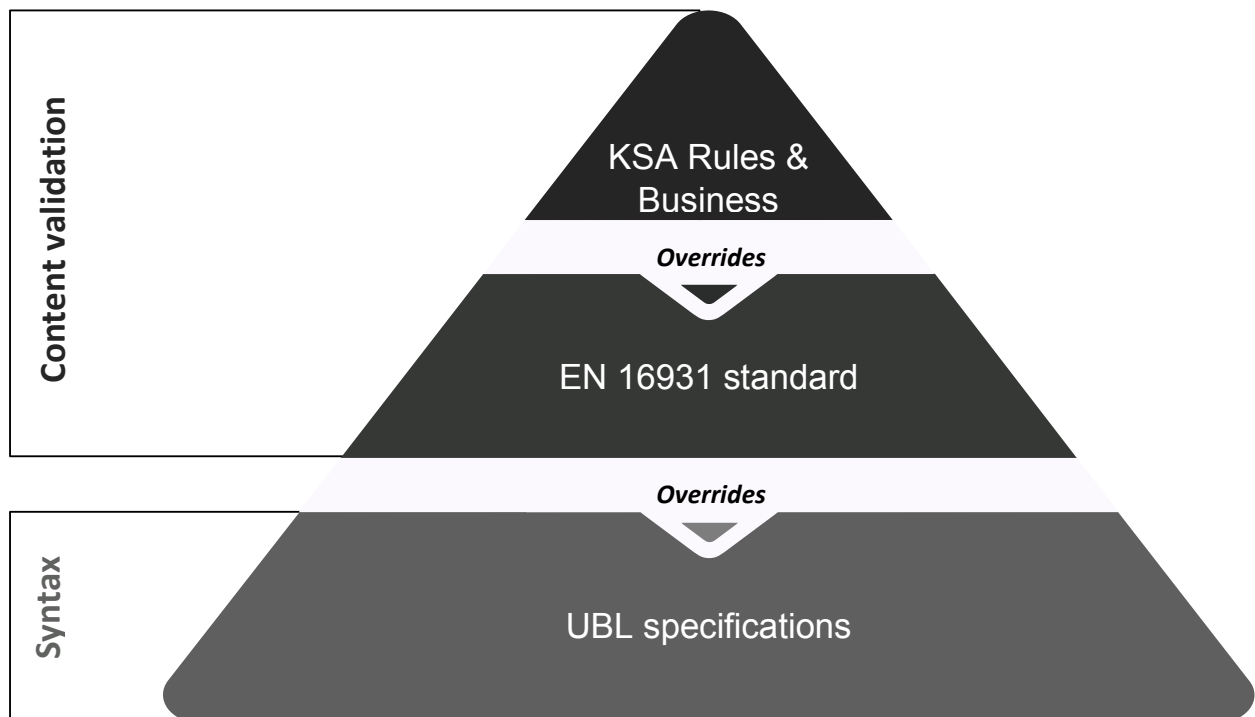 Content validation
KSA Rules &
Business
Overrides
EN 16931 standard
Overrides
Syntax
UBL specifications